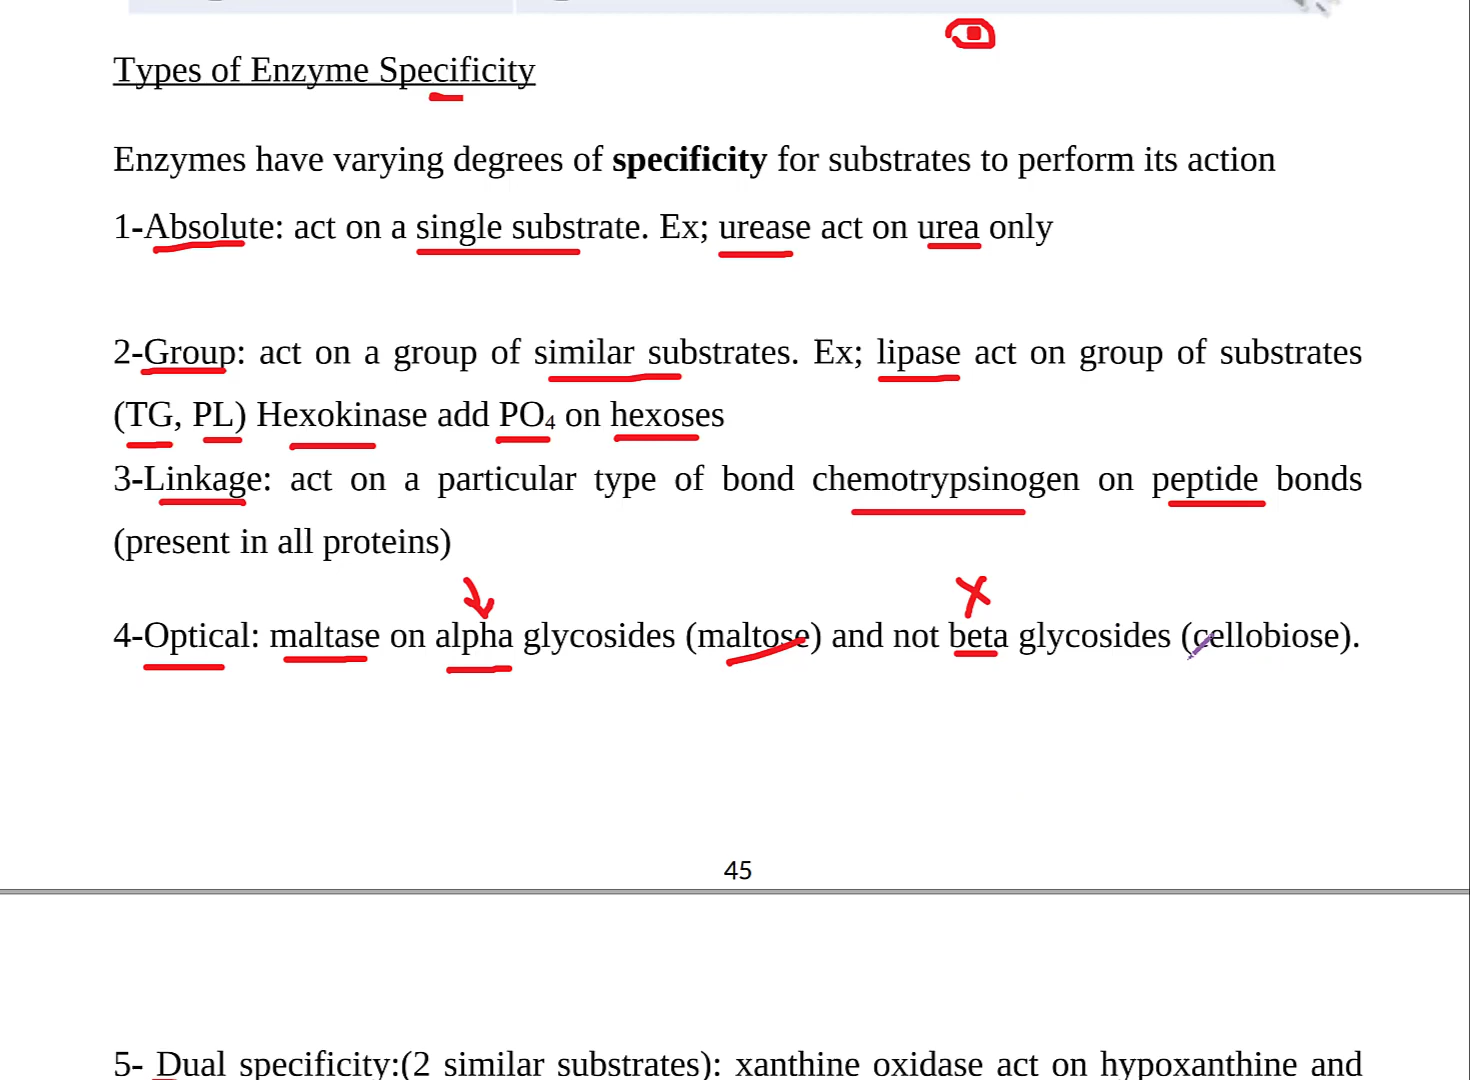 Types of Enzyme Specificity
Enzymes have varying degrees of specificity for substrates to perform its action
1-Absolute: act on a single substrate. Ex; urease act on urea only
2-Group: act on a group of similar substrates. Ex; lipase act on group of substrates
(TG, PL) Hexokinase add PO₄ on hexoses
3-Linkage: act on a particular type of bond chemotrypsinogen on peptide bonds
(present in all proteins)
4-Optical: maltase on alpha glycosides (maltose) and not beta glycosides (cellobiose).
45
5- Dual specificity:(2 similar substrates): xanthine oxidase act on hypoxanthine and